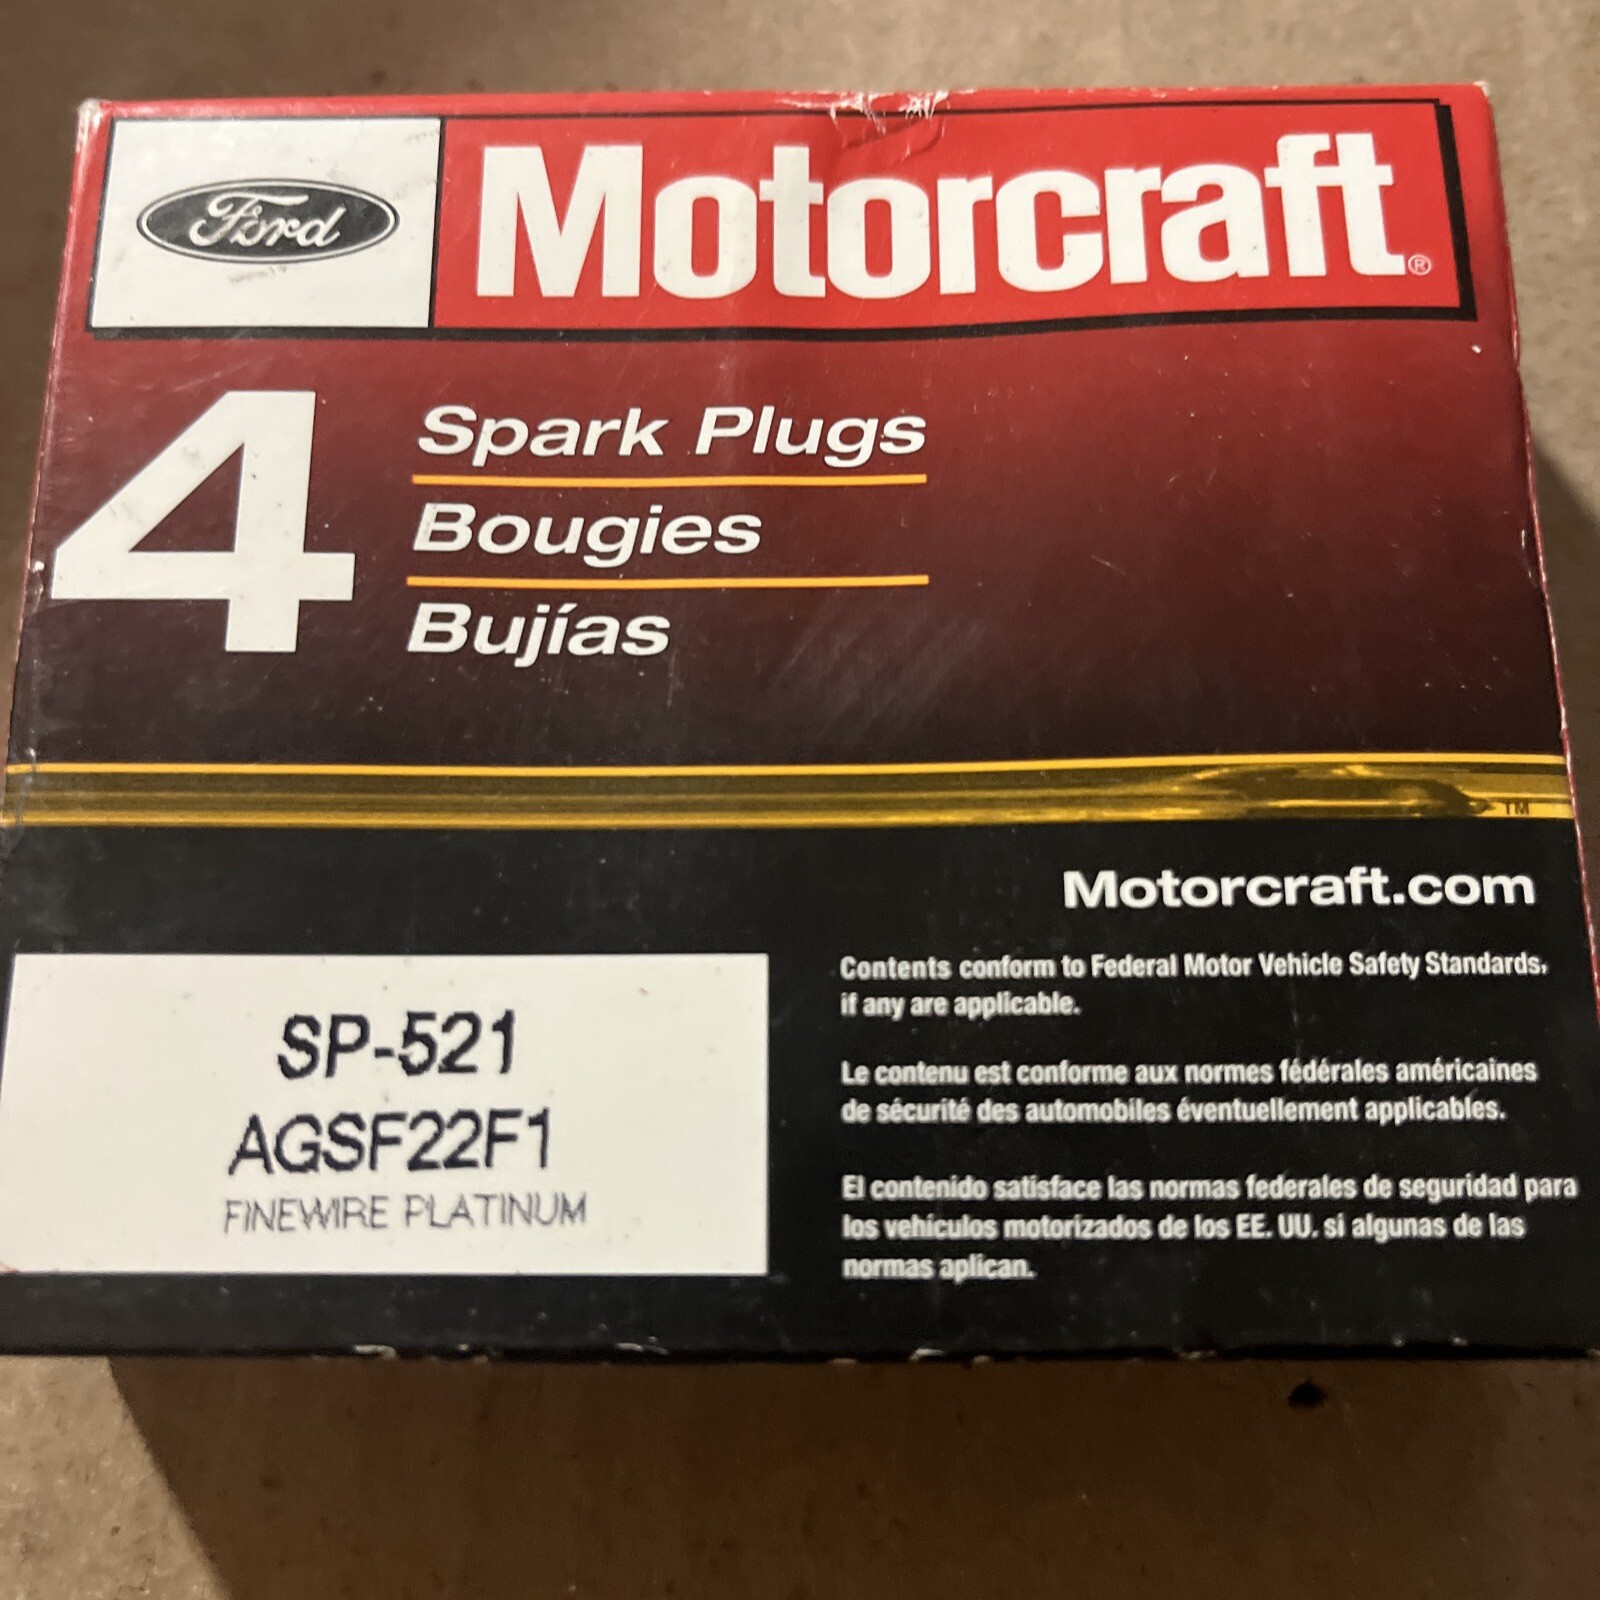 Ford Motorcraft®
4 Spark Plugs
Bougies
Bujías
TM
Motorcraft.com
SP-521
AGSF22F1
FINEWIRE PLATINUM
Contents conform to Federal Motor Vehicle Safety Standards,
if any are applicable.
Le contenu est conforme aux normes fédérales américaines
de sécurité des automobiles éventuellement applicables.
El contenido satisface las normas federales de seguridad para
los vehículos motorizados de los EE. UU. si algunas de las
normas aplican.